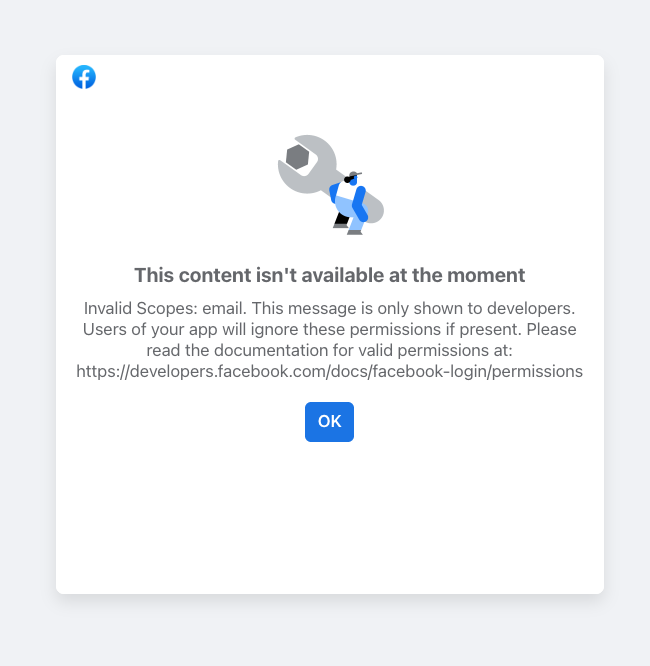 This content isn't available at the moment
Invalid Scopes: email. This message is only shown to developers.
Users of your app will ignore these permissions if present. Please
read the documentation for valid permissions at:
https://developers.facebook.com/docs/facebook-login/permissions
OK